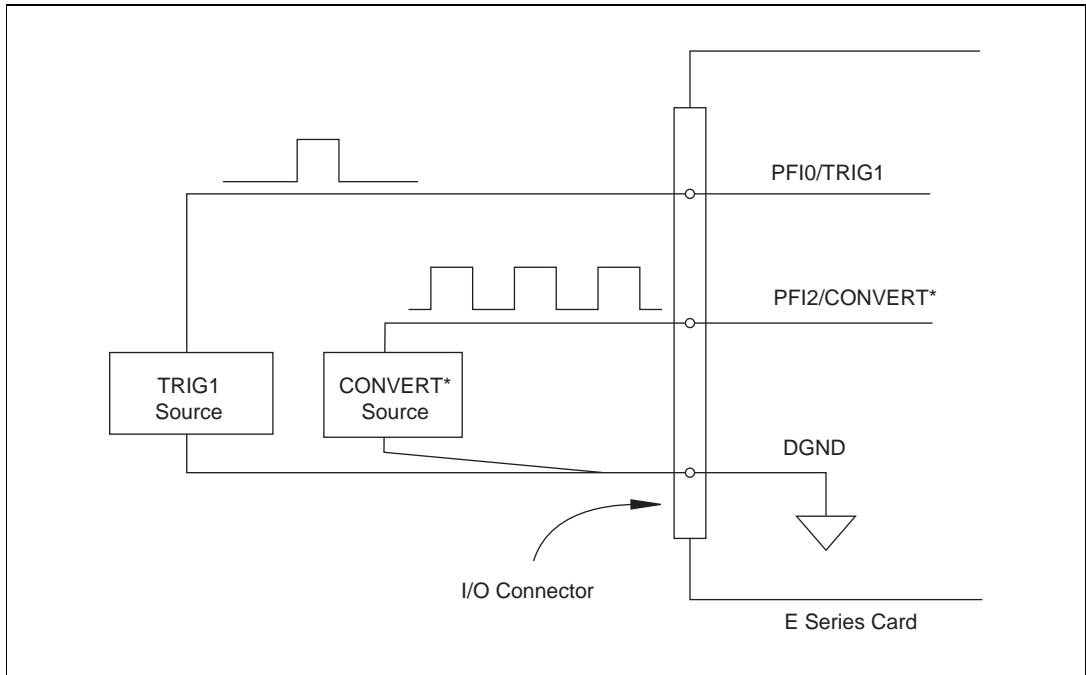 PFI0/TRIG1
PFI2/CONVERT*
TRIG1
Source
CONVERT*
Source
DGND
I/O Connector
E Series Card